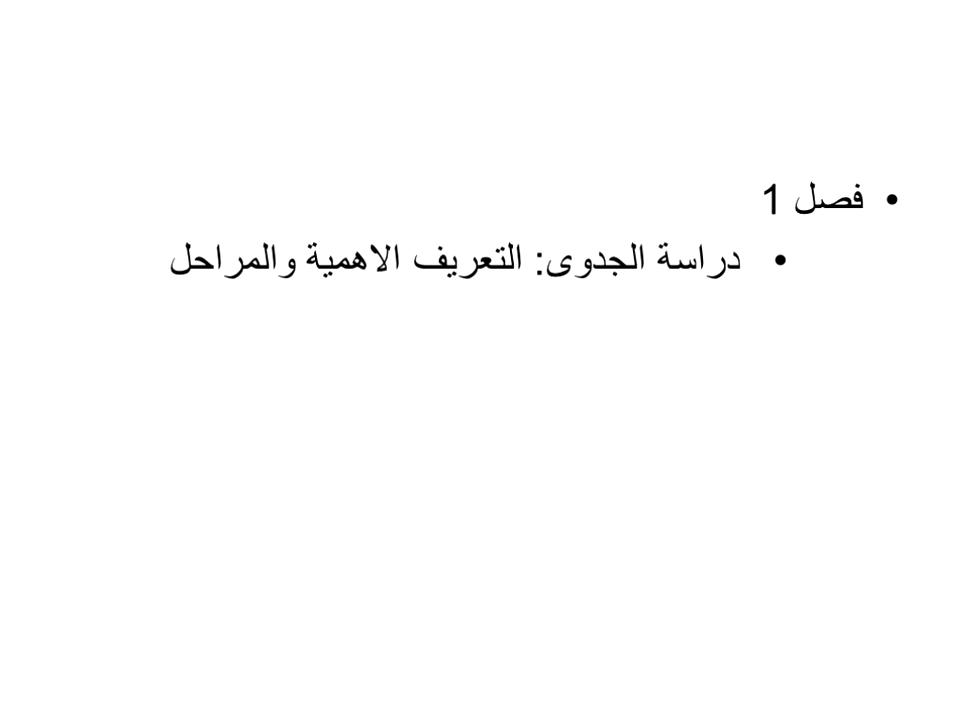 • فصل 1
• دراسة الجدوى: التعريف الاهمية والمراحل